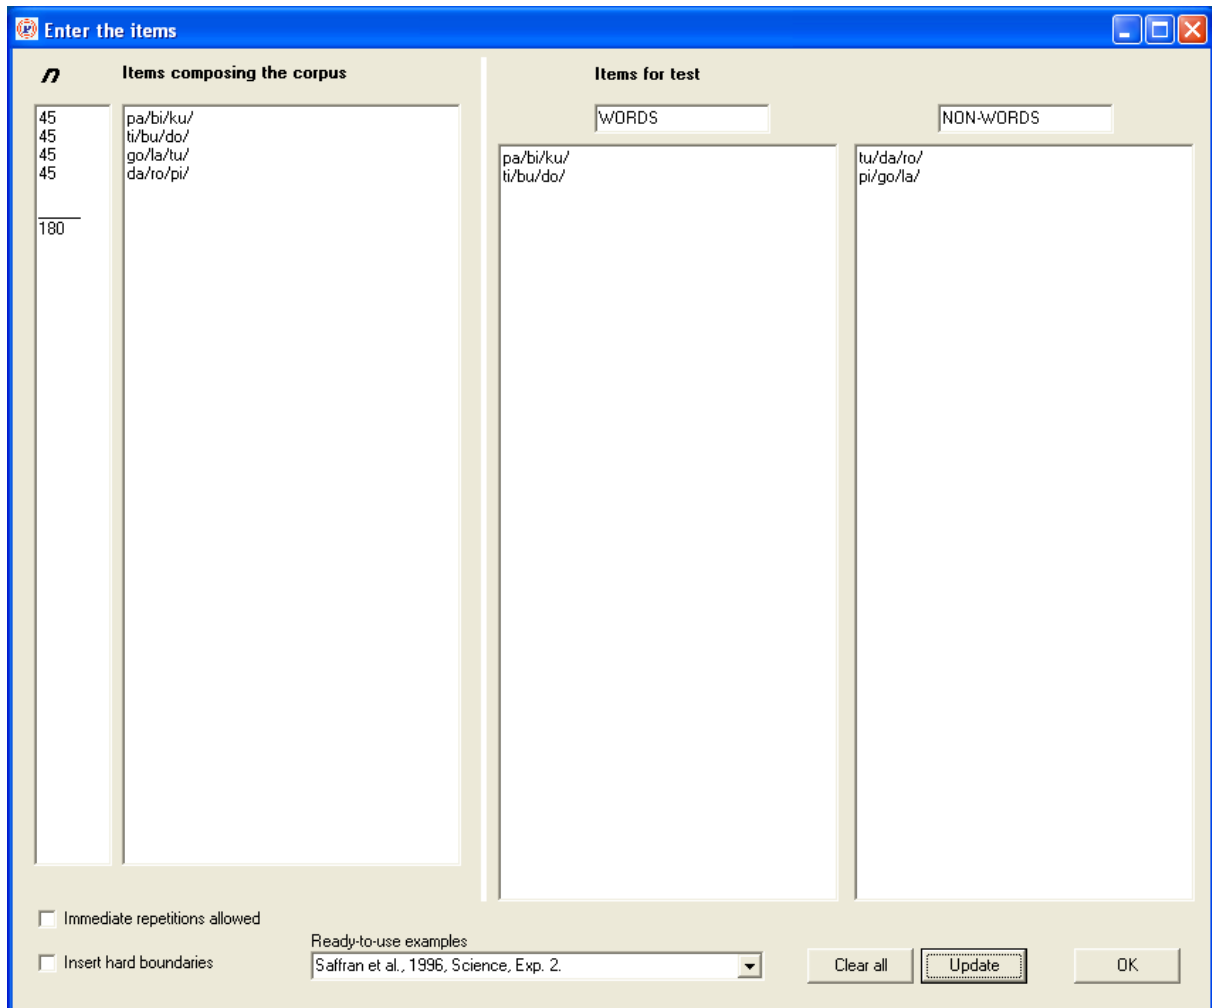 Enter the items
n
Items composing the corpus
45
45
45
45
180
pa/bi/ku/
ti/bu/do/
go/la/tu/
da/ro/pi/
Items for test
WORDS
pa/bi/ku/
ti/bu/do/
NON-WORDS
tu/da/ro/
pi/go/la/
Immediate repetitions allowed
Insert hard boundaries
Ready-to-use examples
Saffran et al., 1996, Science, Exp. 2.
Clear all
Update
OK